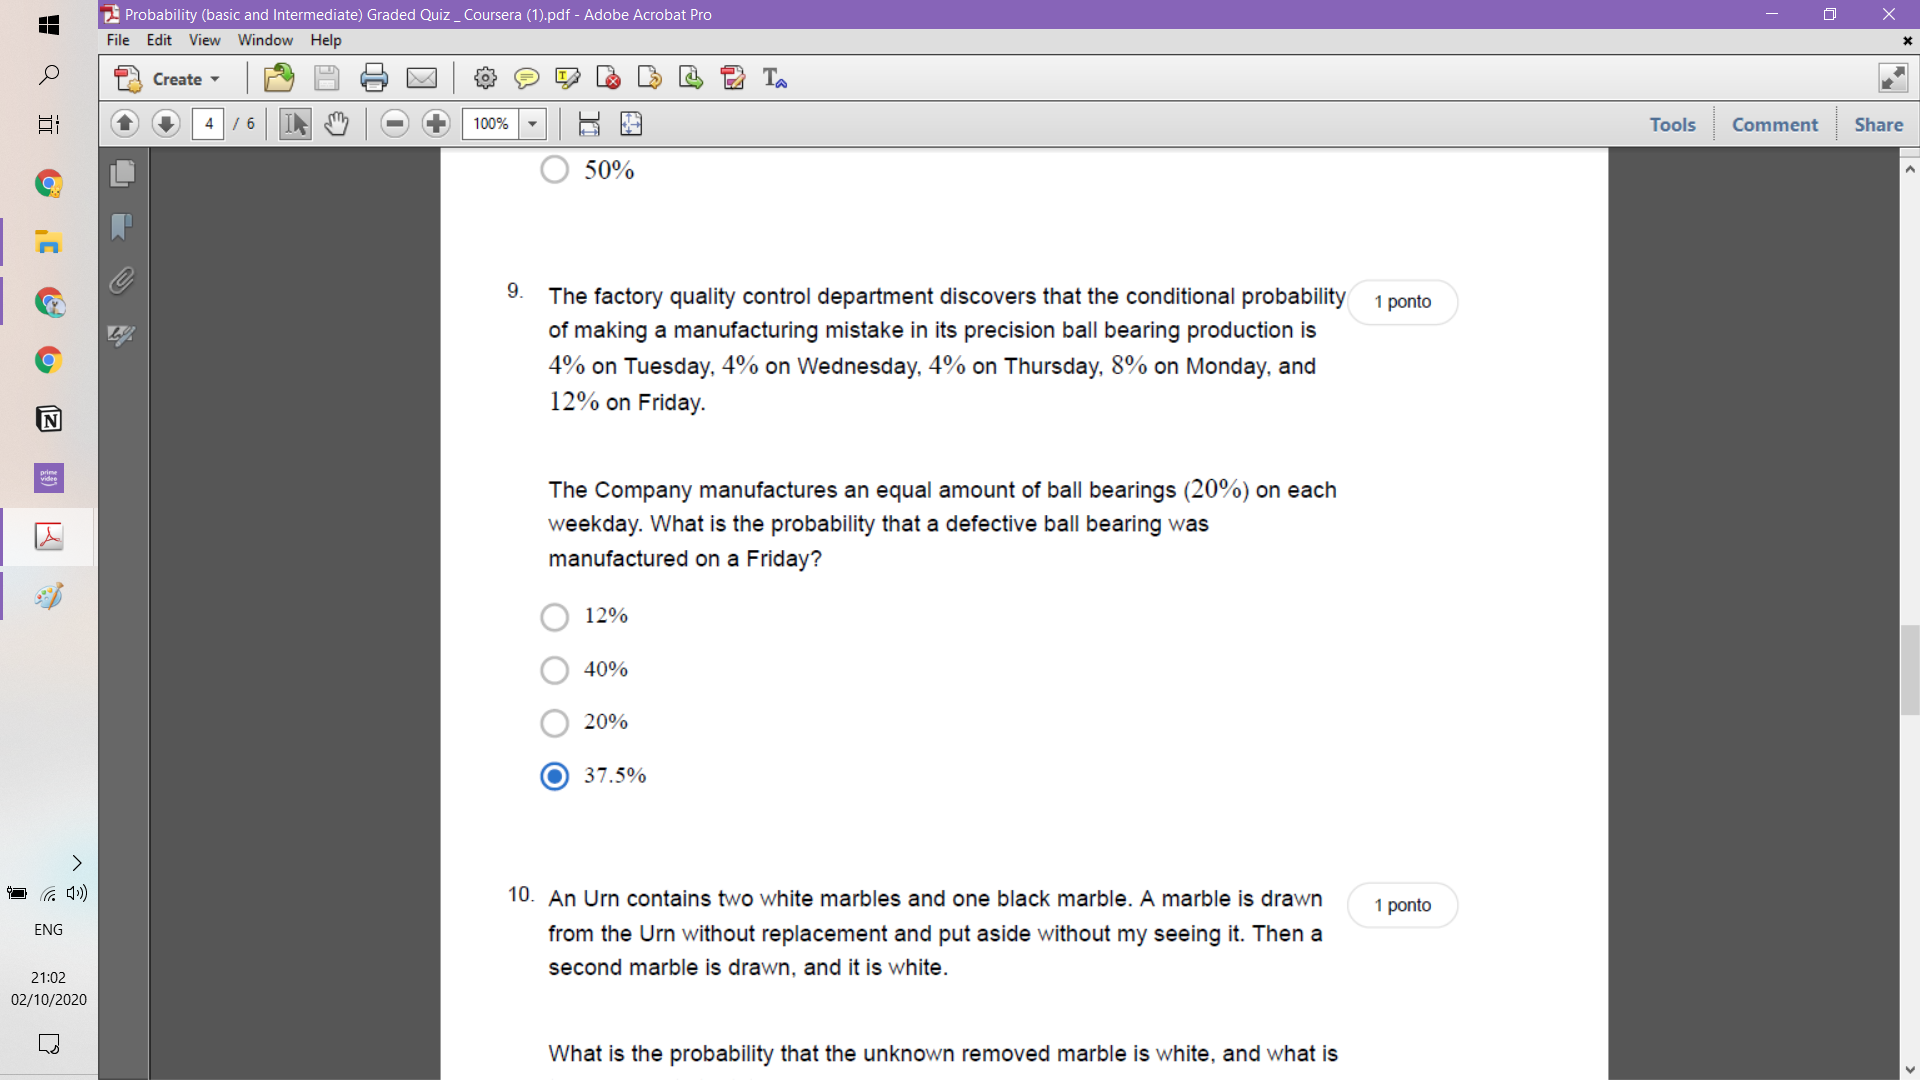 Probability (basic and Intermediate) Graded Quiz _ Coursera (1).pdf - Adobe Acrobat Pro
File Edit View Window Help
Create
4 / 6 100% Tools Comment Share
50%
9. The factory quality control department discovers that the conditional probability 1 ponto
of making a manufacturing mistake in its precision ball bearing production is
4% on Tuesday, 4% on Wednesday, 4% on Thursday, 8% on Monday, and
12% on Friday.
The Company manufactures an equal amount of ball bearings (20%) on each
weekday. What is the probability that a defective ball bearing was
manufactured on a Friday?
12%
40%
20%
37.5%
10. An Urn contains two white marbles and one black marble. A marble is drawn 1 ponto
from the Urn without replacement and put aside without my seeing it. Then a
second marble is drawn, and it is white.
What is the probability that the unknown removed marble is white, and what is
prime
video
ENG
21:02
02/10/2020